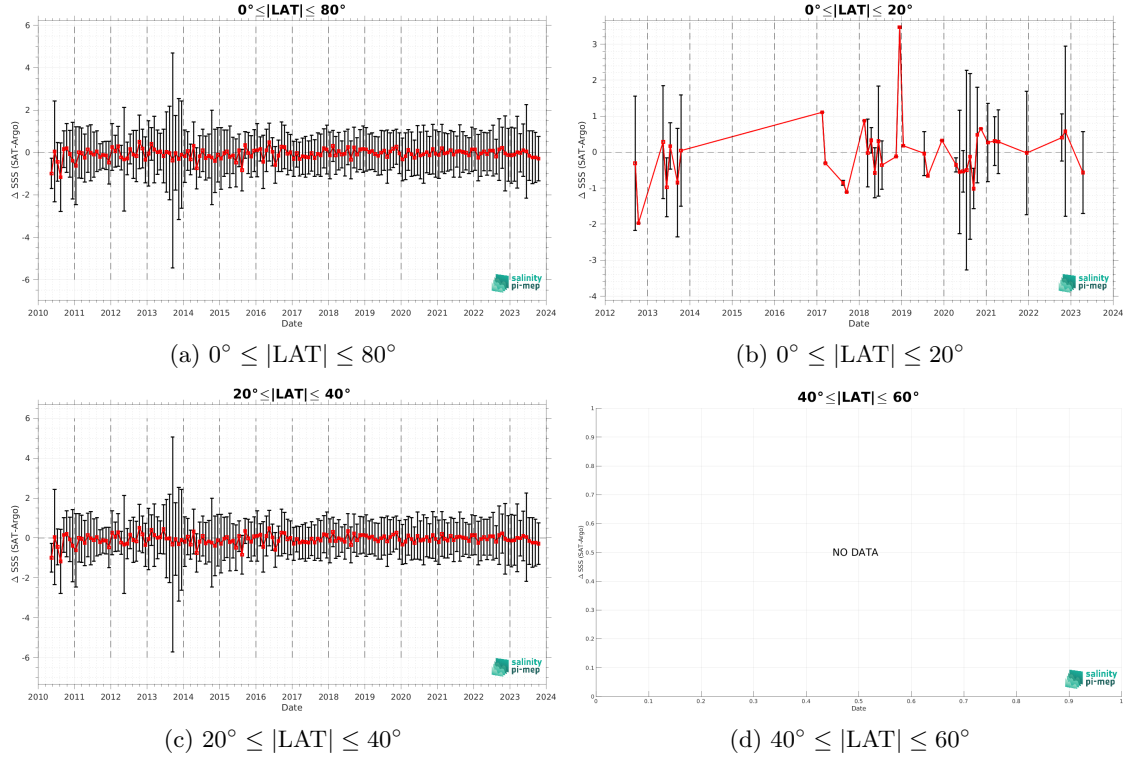 0°≤|LAT|≤ 80°
6
4
2
0
-2
-4
-6
Δ SSS (SAT-Argo)
2010 2011 2012 2013 2014 2015 2016 2017 2018 2019 2020 2021 2022 2023 2024
Date
salinity
pi-mep
(a) 0° ≤ |LAT| ≤ 80°
0°≤|LAT|≤ 20°
3
2
1
0
-1
-2
-3
-4
Δ SSS (SAT-Argo)
2012 2013 2014 2015 2016 2017 2018 2019 2020 2021 2022 2023 2024
Date
salinity
pi-mep
(b) 0° ≤ |LAT| ≤ 20°
20°≤|LAT|≤ 40°
6
4
2
0
-2
-4
-6
Δ SSS (SAT-Argo)
2010 2011 2012 2013 2014 2015 2016 2017 2018 2019 2020 2021 2022 2023 2024
Date
salinity
pi-mep
(c) 20° ≤ |LAT| ≤ 40°
40°≤|LAT|≤ 60°
1
0.9
0.8
0.7
0.6
0.5
0.4
0.3
0.2
0.1
0
Δ SSS (SAT-Argo)
NO DATA
0 0.1 0.2 0.3 0.4 0.5 0.6 0.7 0.8 0.9 1
Date
salinity
pi-mep
(d) 40° ≤ |LAT| ≤ 60°